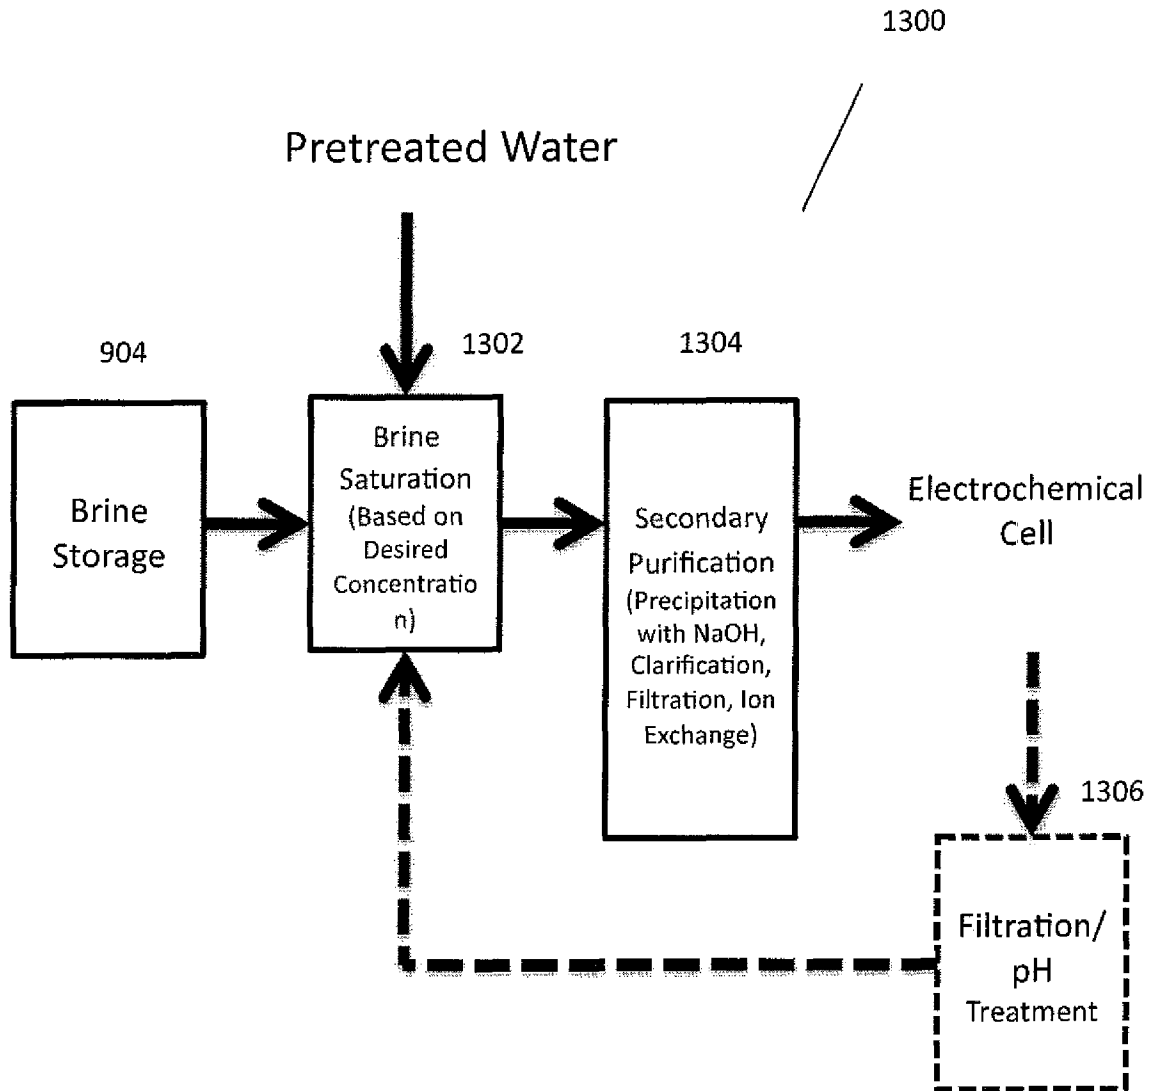 1300
Pretreated Water
904
1302
1304
Brine
Storage
Brine
Saturation
(Based on
Desired
Concentratio
n)
Secondary
Purification
(Precipitation
with NaOH,
Clarification,
Filtration, Ion
Exchange)
Electrochemical
Cell
1306
Filtration/
pH
Treatment